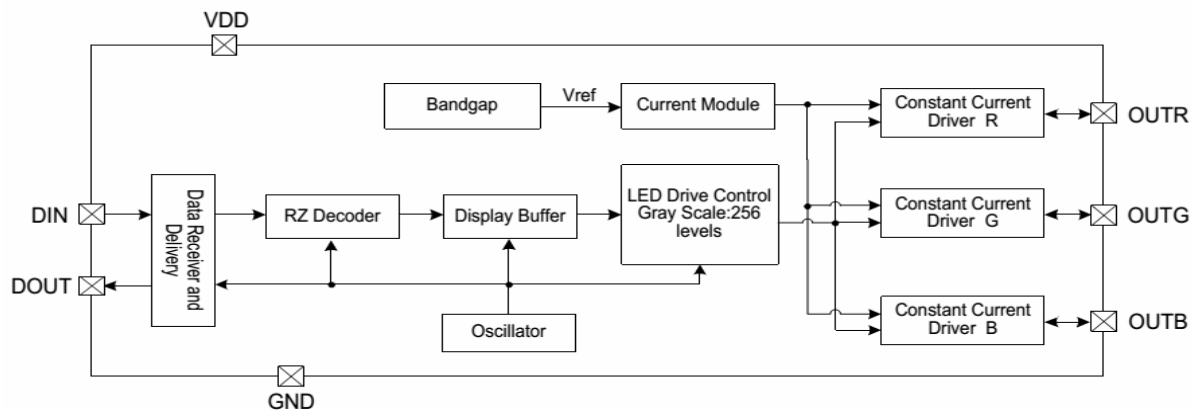 VDD
Bandgap
Vref
Current Module
Constant Current
Driver R
OUTR
DIN
Data Receiver and
Delivery
RZ Decoder
Display Buffer
LED Drive Control
Gray Scale:256
levels
Constant Current
Driver G
OUTG
DOUT
Oscillator
Constant Current
Driver B
OUTB
GND